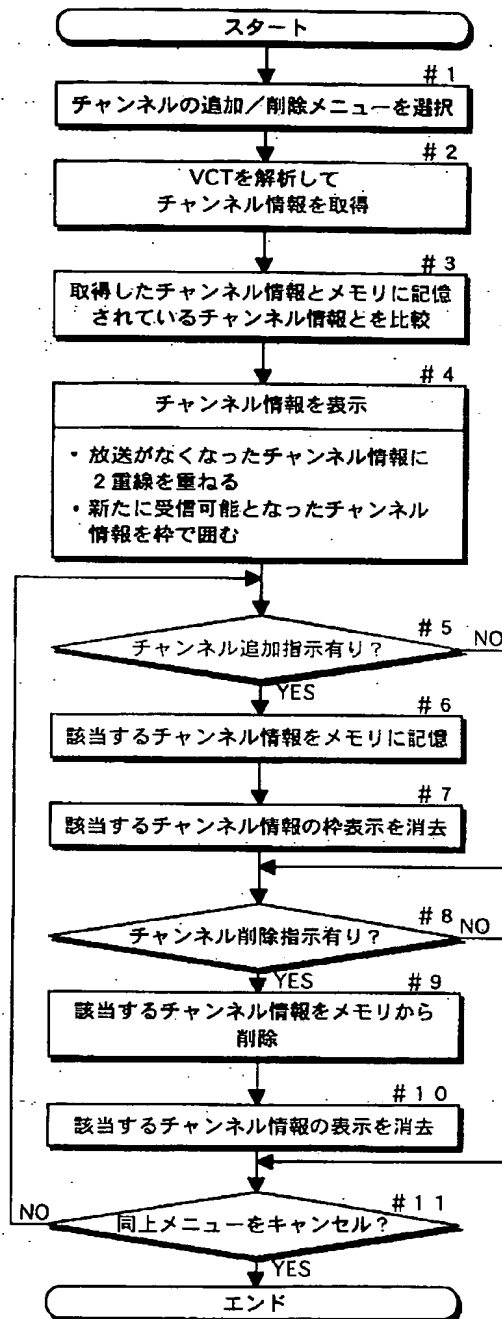 スタート
#1
チャンネルの追加/削除メニューを選択
#2
VCTを解析して
チャンネル情報を取得
#3
取得したチャンネル情報とメモリに記憶
されているチャンネル情報とを比較
#4
チャンネル情報を表示
・放送がなくなったチャンネル情報に
2重線を重ねる
・新たに受信可能となったチャンネル
情報を枠で囲む
#5
チャンネル追加指示有り?
NO
YES
#6
該当するチャンネル情報をメモリに記憶
#7
該当するチャンネル情報の枠表示を消去
#8
チャンネル削除指示有り?
NO
YES
#9
該当するチャンネル情報をメモリから
削除
#10
該当するチャンネル情報の表示を消去
#11
NO
同上メニューをキャンセル?
YES
エンド